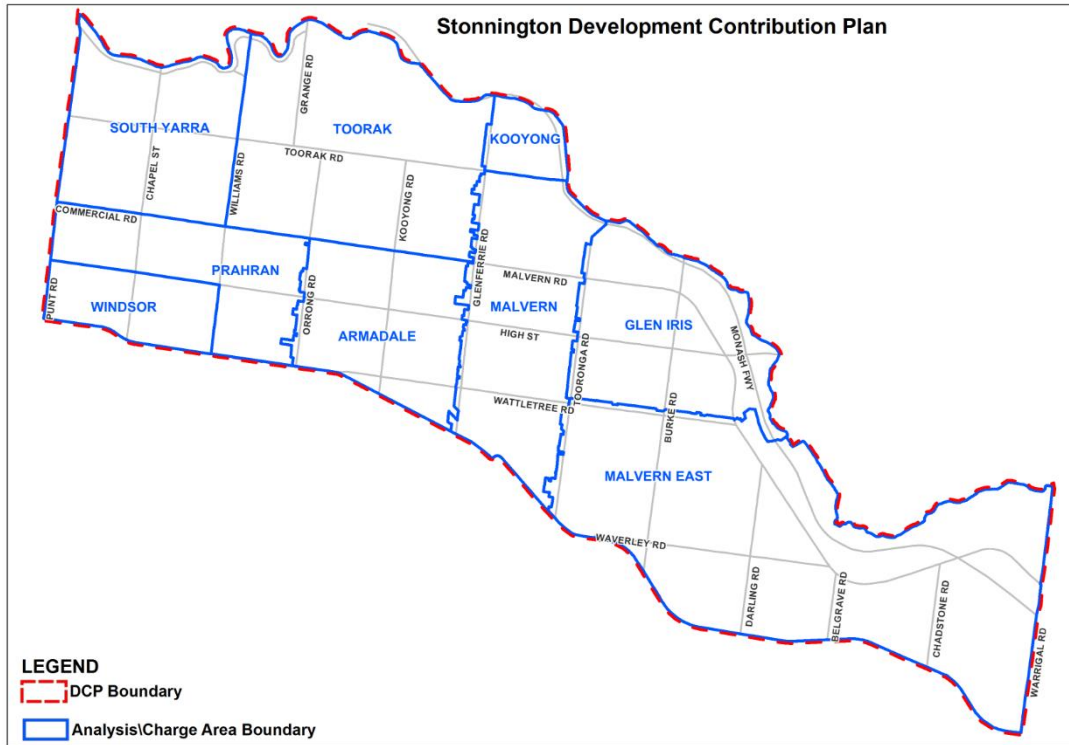 Stonnington Development Contribution Plan
GRANGE RD
SOUTH YARRA
TOORAK
KOOYONG
CHAPEL ST
TOORAK RD
WILLIAMS RD
KOOYONG RD
COMMERCIAL RD
GLENFERRIE RD
PRAHRAN
MALVERN RD
PUNT RD
WINDSOR
ORRONG RD
MALVERN
GLEN IRIS
ARMADALE
HIGH ST
TOORONGA RD
MONASH FWY
WATTLETREE RD
BURKE RD
MALVERN EAST
WAVERLEY RD
DARLING RD
BELGRAVE RD
CHADSTONE RD
WARRIGAL RD
LEGEND
DCP Boundary
Analysis\Charge Area Boundary